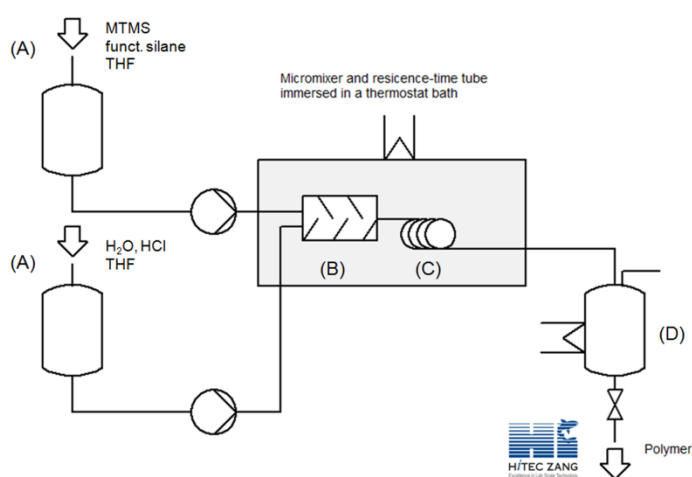 MTMS
(A)
funct. silane
THF
Micromixer and resicence-time tube
immersed in a thermostat bath
H₂O, HCl
(A)
THF
(B)
(C)
(D)
HiTEC ZANG
Excellence in Lab Scale Technology
Polymer